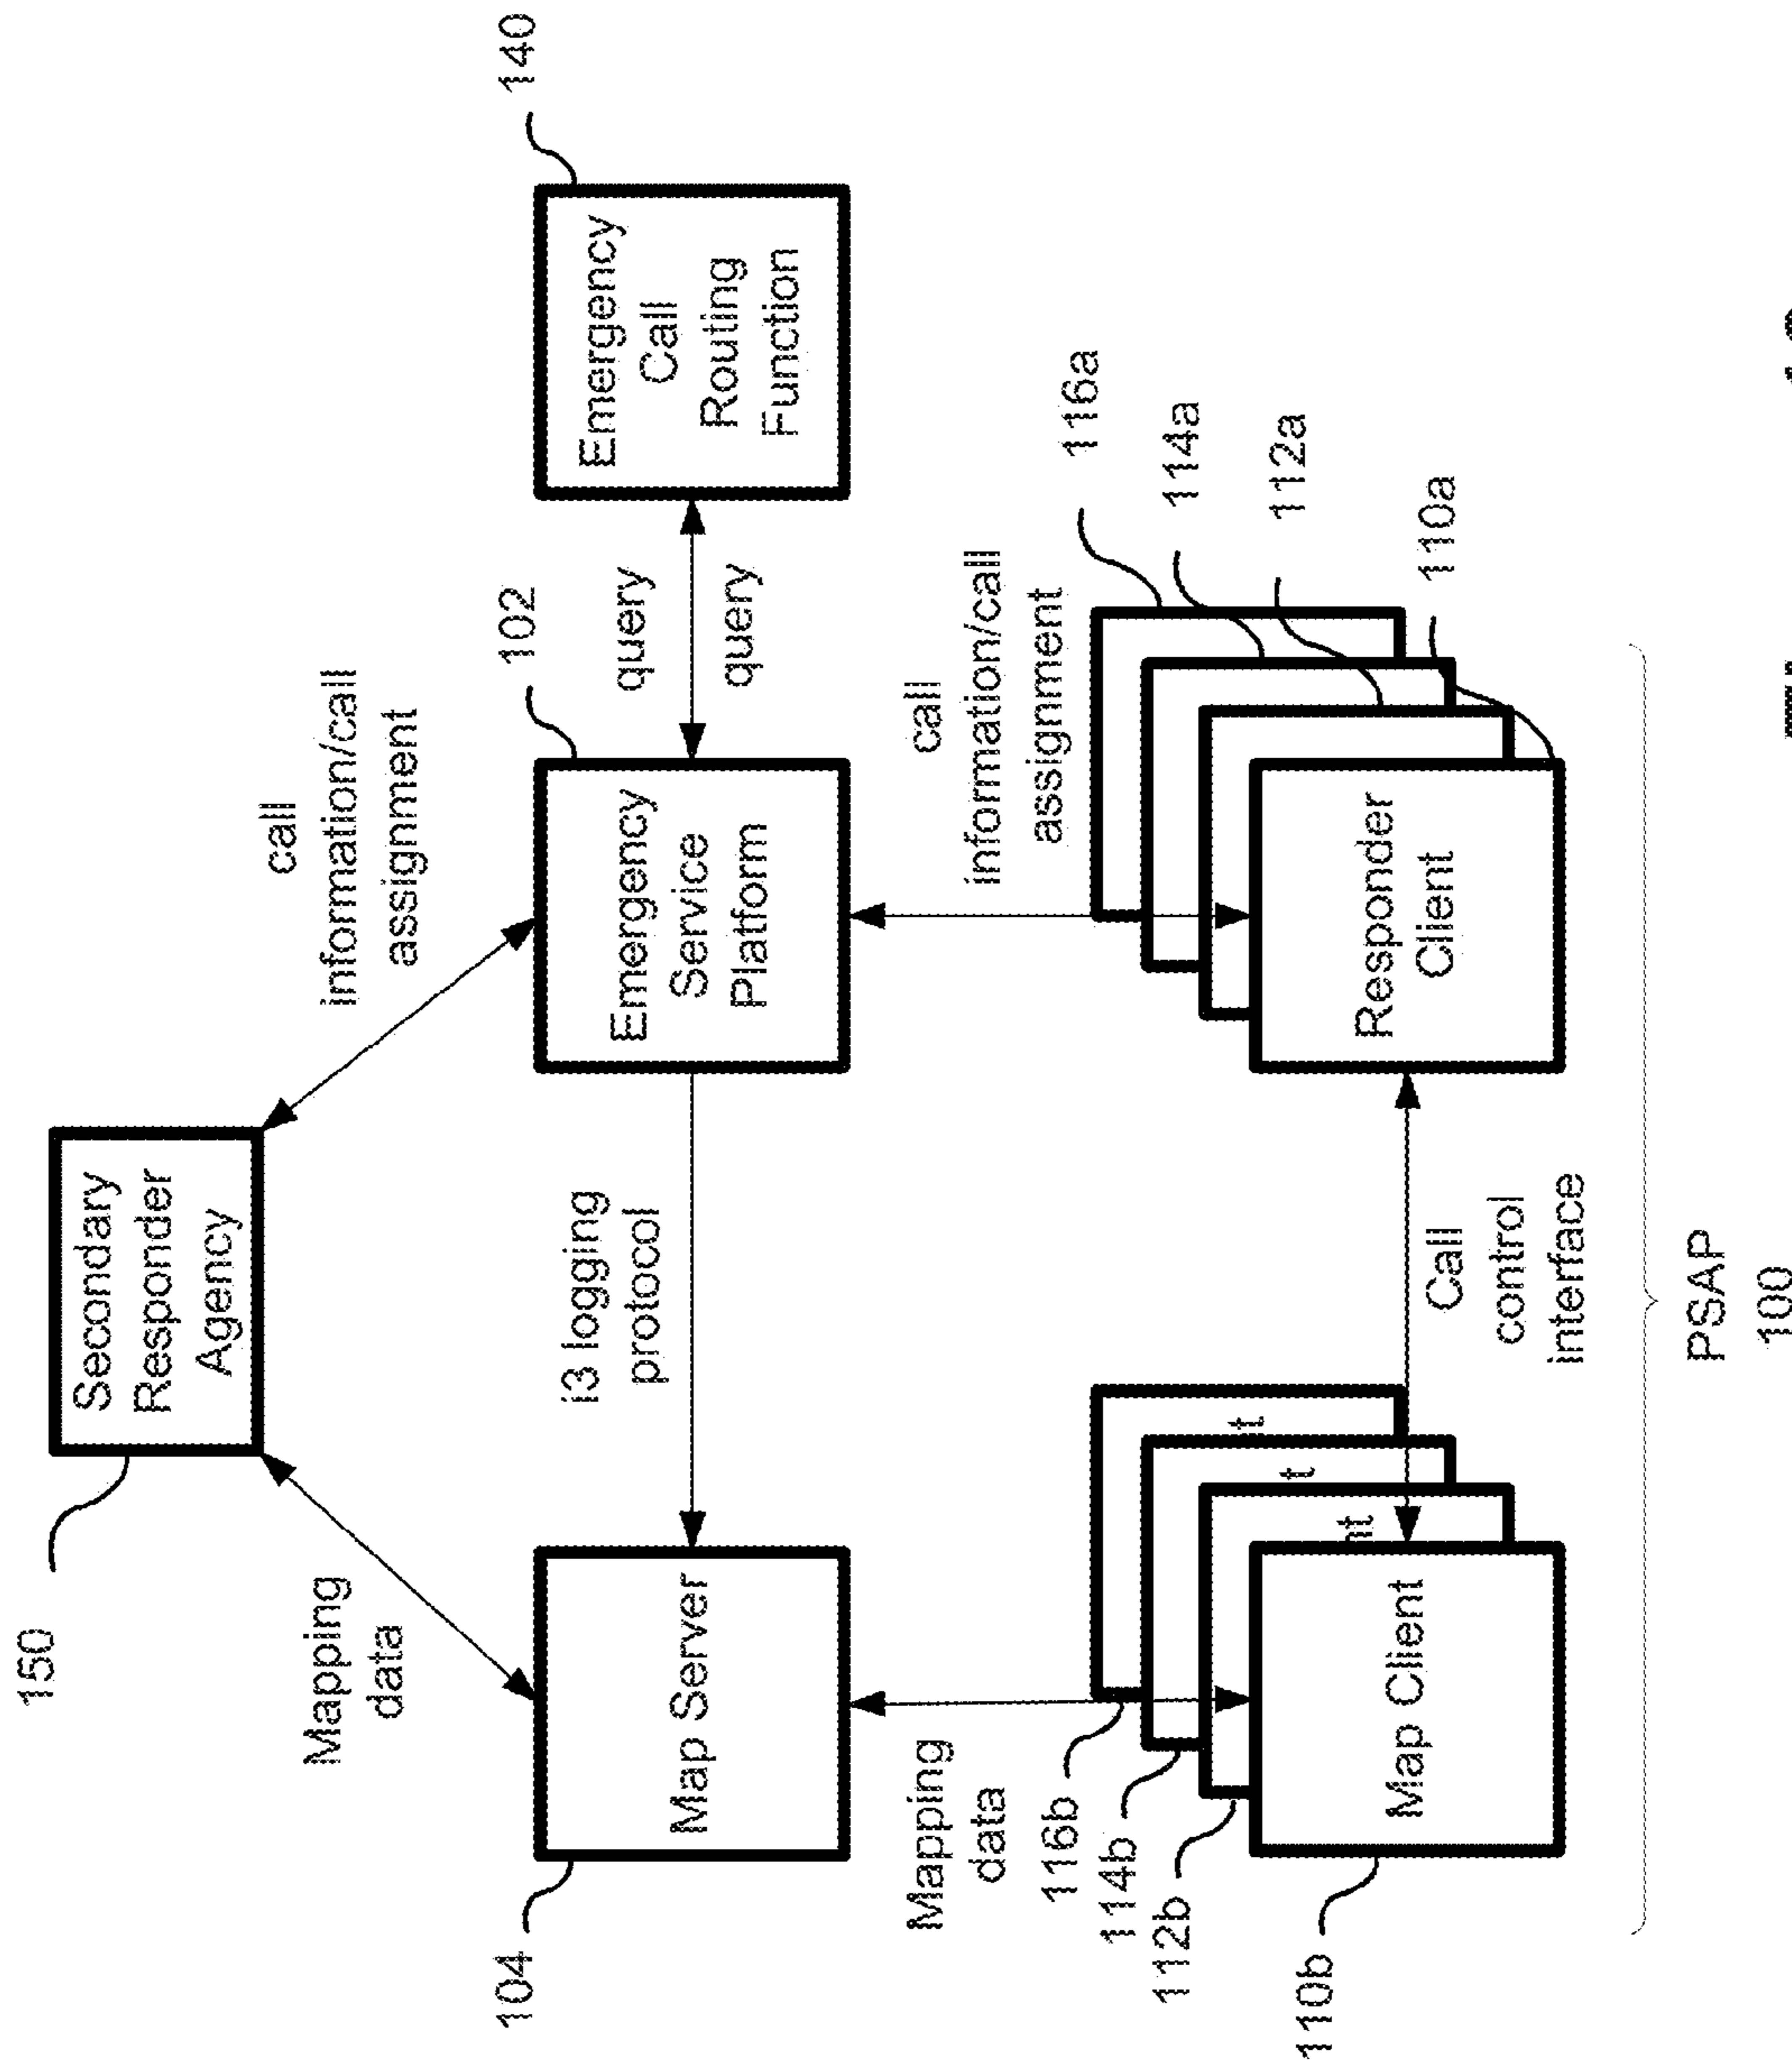 150
Secondary
Responder
Agency
Mapping
data
call
information/call
assignment
104
Map Server
i3 logging
protocol
102
Emergency
Service
Platform
query
query
140
Emergency
Call
Routing
Function
Mapping
data
call
information/call
assignment
116b
114b
112b
110b
t
t
nt
Map Client
Call
control
interface
Responder
Client
116a
114a
112a
110a
PSAP
100